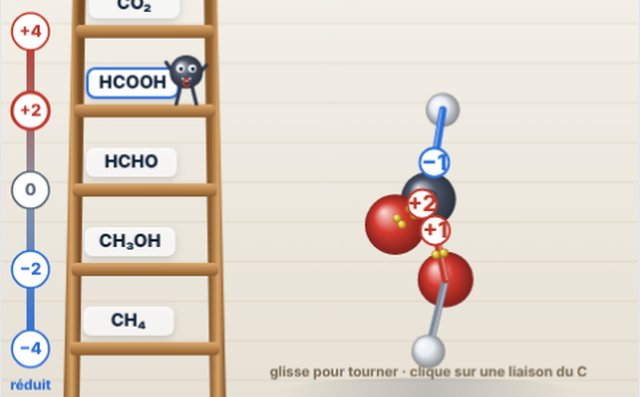 CO₂
+4
HCOOH
+2
HCHO
0
CH₃OH
−2
CH₄
−4
réduit
−1
+2
+1
glisse pour tourner · clique sur une liaison du C